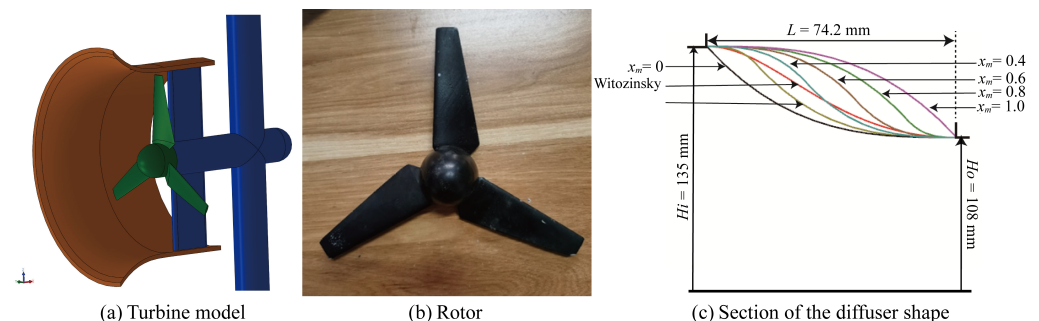 L = 74.2 mm
xm= 0
Witozinsky
xm= 0.4
xm= 0.6
xm= 0.8
xm= 1.0
Hi = 135 mm
Ho = 108 mm
(a) Turbine model
(b) Rotor
(c) Section of the diffuser shape